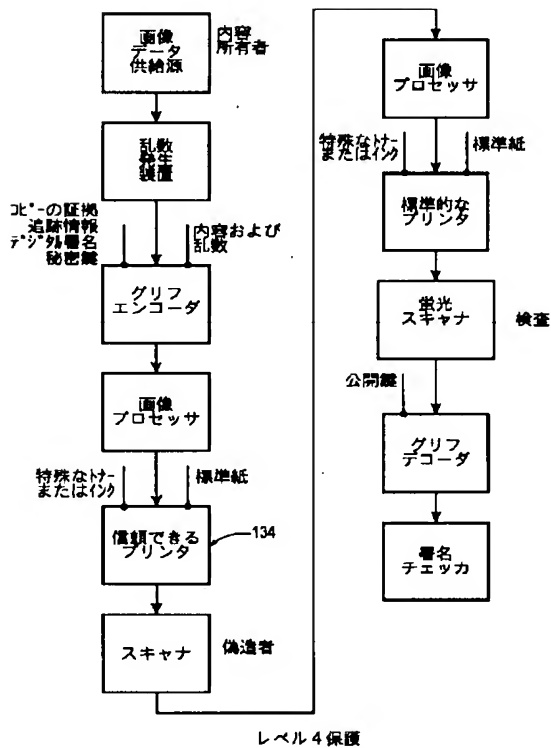 画像
データ
供給源
内容
所有者
乱数
発生
装置
コピーの証拠
追跡情報
デジタル署名
秘密鍵
内容および
乱数
グリフ
エンコーダ
画像
プロセッサ
特殊なトナー
またはインク
標準紙
信頼できる
プリンタ
134
スキャナ
偽造者
画像
プロセッサ
特殊なトナー
またはインク
標準紙
標準的な
プリンタ
蛍光
スキャナ
検査
公開鍵
グリフ
デコーダ
署名
チェッカ
レベル4保護